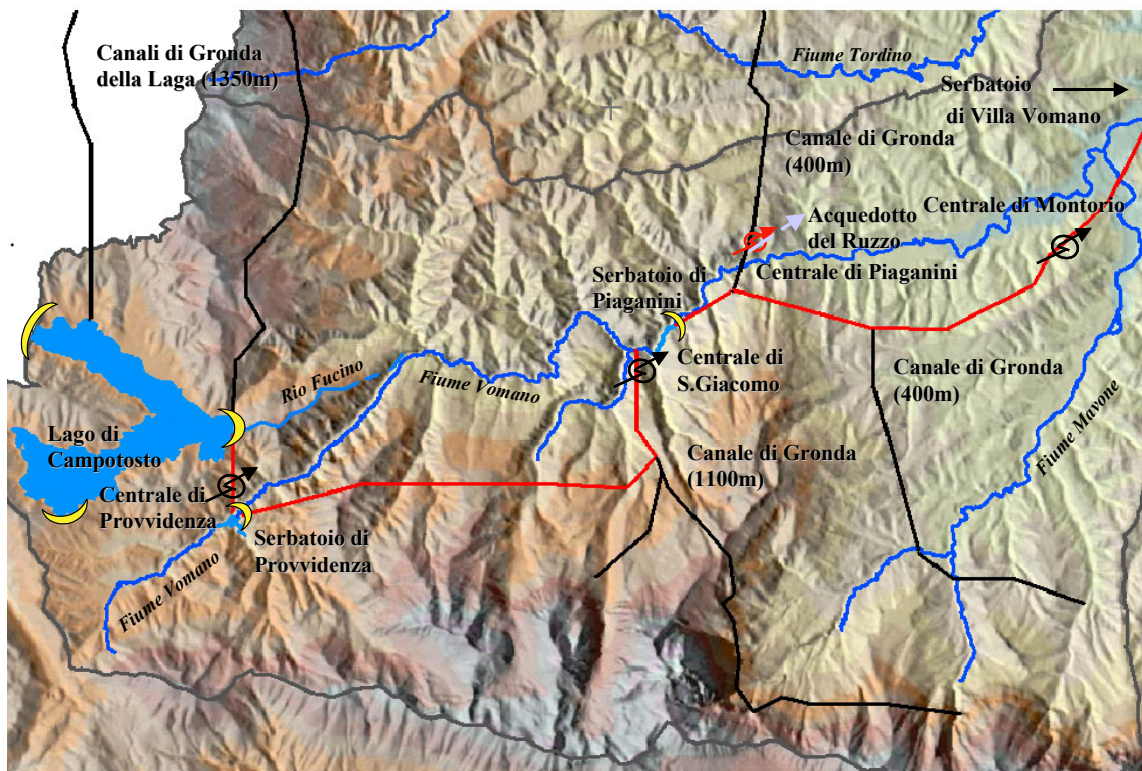 Canali di Gronda
della Laga (1350m)
Fiume Tordino
Serbatoio
di Villa Vomano
Canale di Gronda
(400m)
Centrale di Montorio
Acquedotto
del Ruzzo
Serbatoio di
Piaganini
Centrale di Piaganini
Centrale di
S.Giacomo
Rio Fucino
Fiume Vomano
Canale di Gronda
(400m)
Fiume Mavone
Lago di
Campotosto
Canale di Gronda
(1100m)
Centrale di
Provvidenza
Serbatoio di
Provvidenza
Fiume Vomano